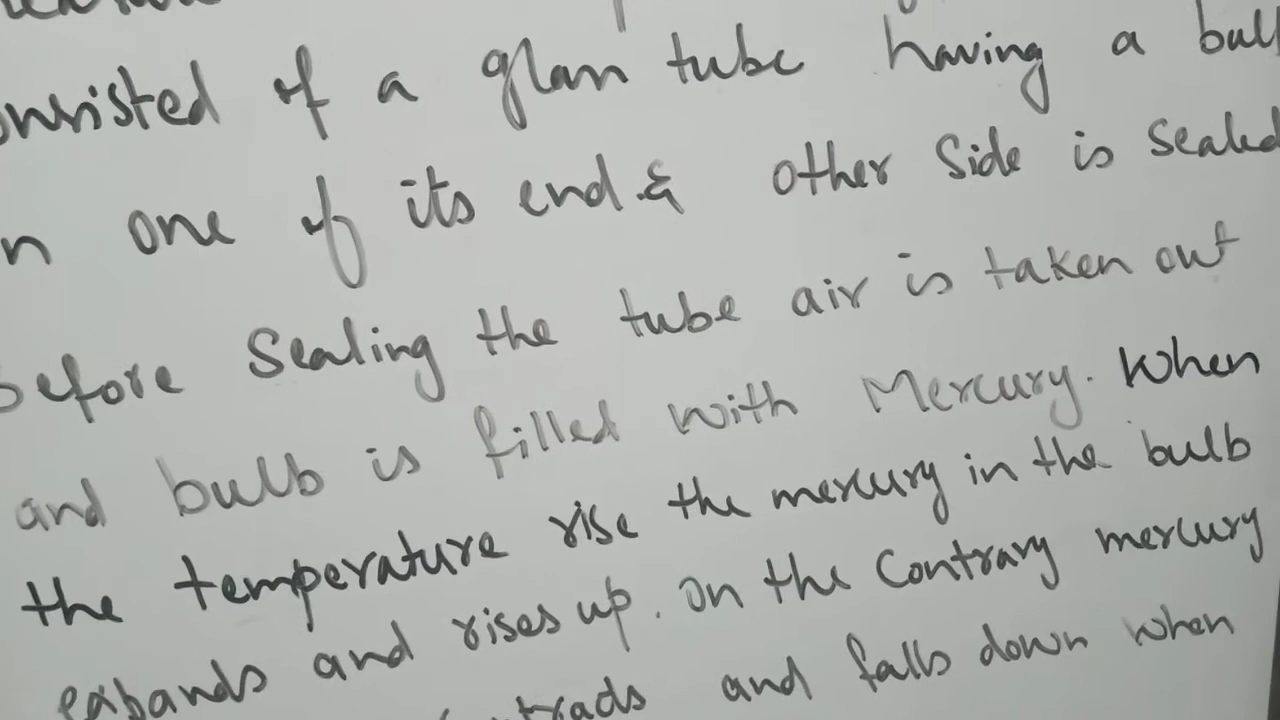 onsisted of a glass tube having a bul
n one of its end & other side is sealed
before sealing the tube air is taken out
and bulb is filled with Mercury. When
the temperature rise the mercury in the bulb
expands and rises up. on the Contrary mercury
and falls down when